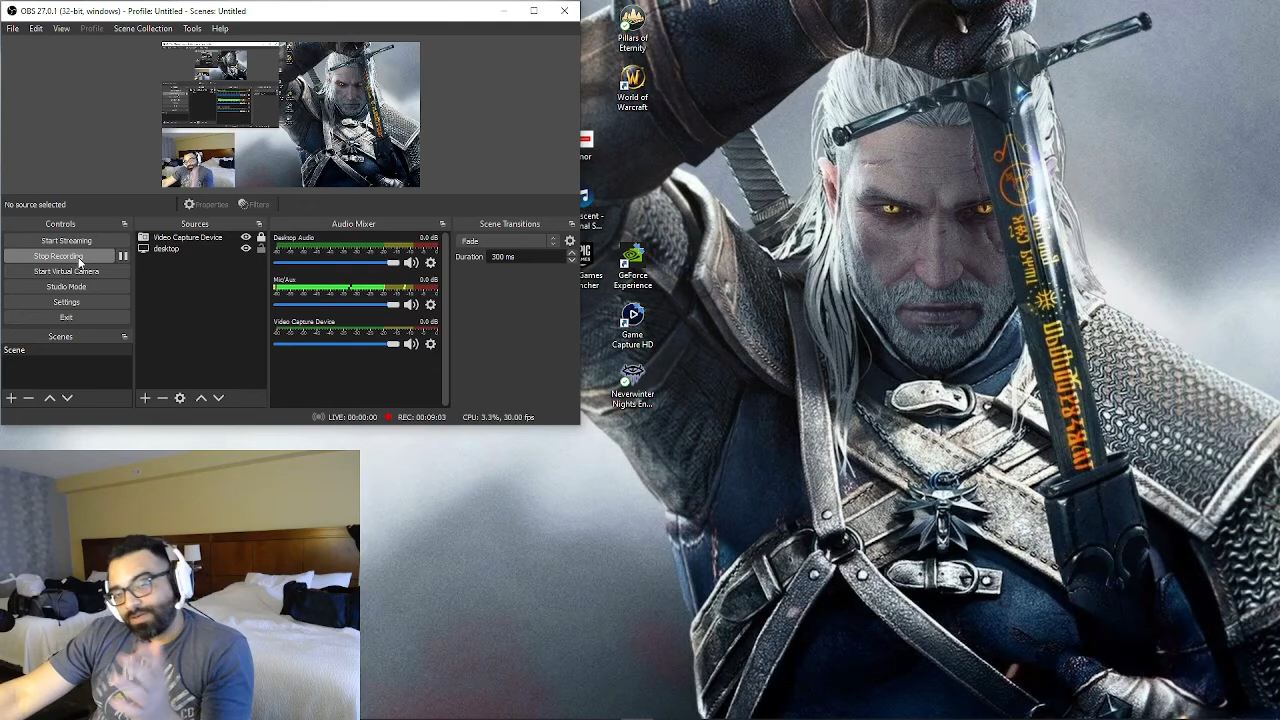 OBS 27.0.1 (32-bit, windows) - Profile: Untitled - Scenes: Untitled
File Edit View Profile Scene Collection Tools Help
No source selected
Properties Filters
Controls
Start Streaming
Stop Recording
Start Virtual Camera
Studio Mode
Settings
Exit
Scenes
Scene
Sources
Video Capture Device
desktop
Audio Mixer
Desktop Audio 0.0 dB
Mic/Aux 0.0 dB
Video Capture Device 0.0 dB
Scene Transitions
Fade
Duration 300 ms
LIVE: 00:00:00 REC: 00:09:03 CPU: 3.3%, 30.00 fps
Pillars of
Eternity
World of
Warcraft
GeForce
Experience
Game
Capture HD
Neverwinter
Nights En...